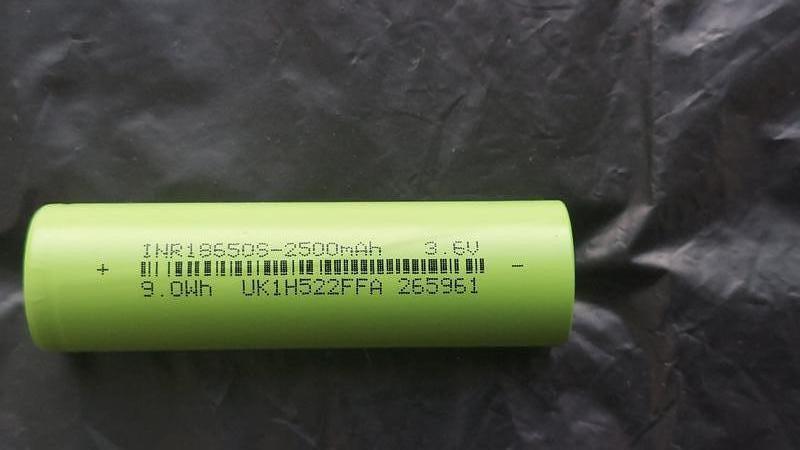 INR18650S-2500mAh 3.6V
+ -
9.0Wh UK1H522FFA 265961